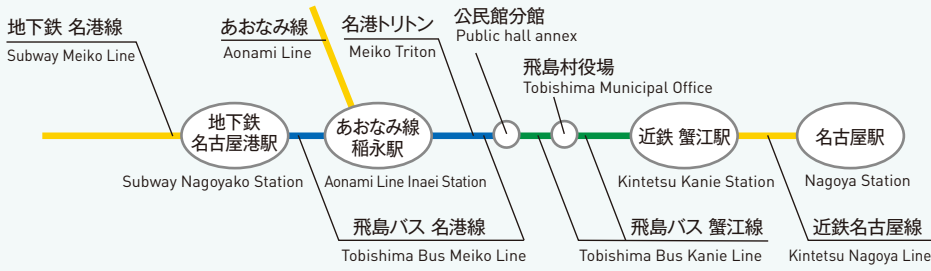 地下鉄 名港線
Subway Meiko Line
あおなみ線
Aonami Line
名港トリトン
Meiko Triton
公民館分館
Public hall annex
飛島村役場
Tobishima Municipal Office
地下鉄
名古屋港駅
Subway Nagoyako Station
あおなみ線
稲永駅
Aonami Line Inaei Station
近鉄 蟹江駅
Kintetsu Kanie Station
名古屋駅
Nagoya Station
飛島バス 名港線
Tobishima Bus Meiko Line
飛島バス 蟹江線
Tobishima Bus Kanie Line
近鉄名古屋線
Kintetsu Nagoya Line